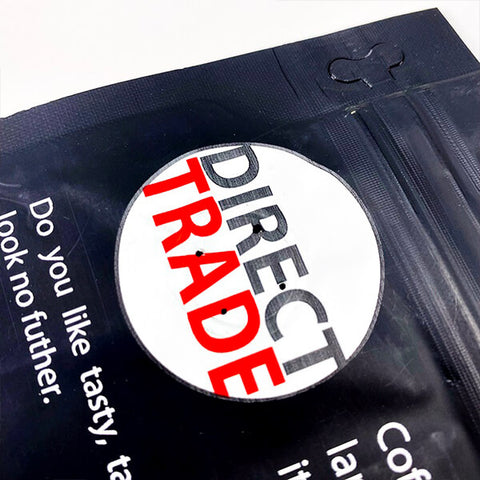 DIRECT
TRADE
Do you like tasty,
look no futher.